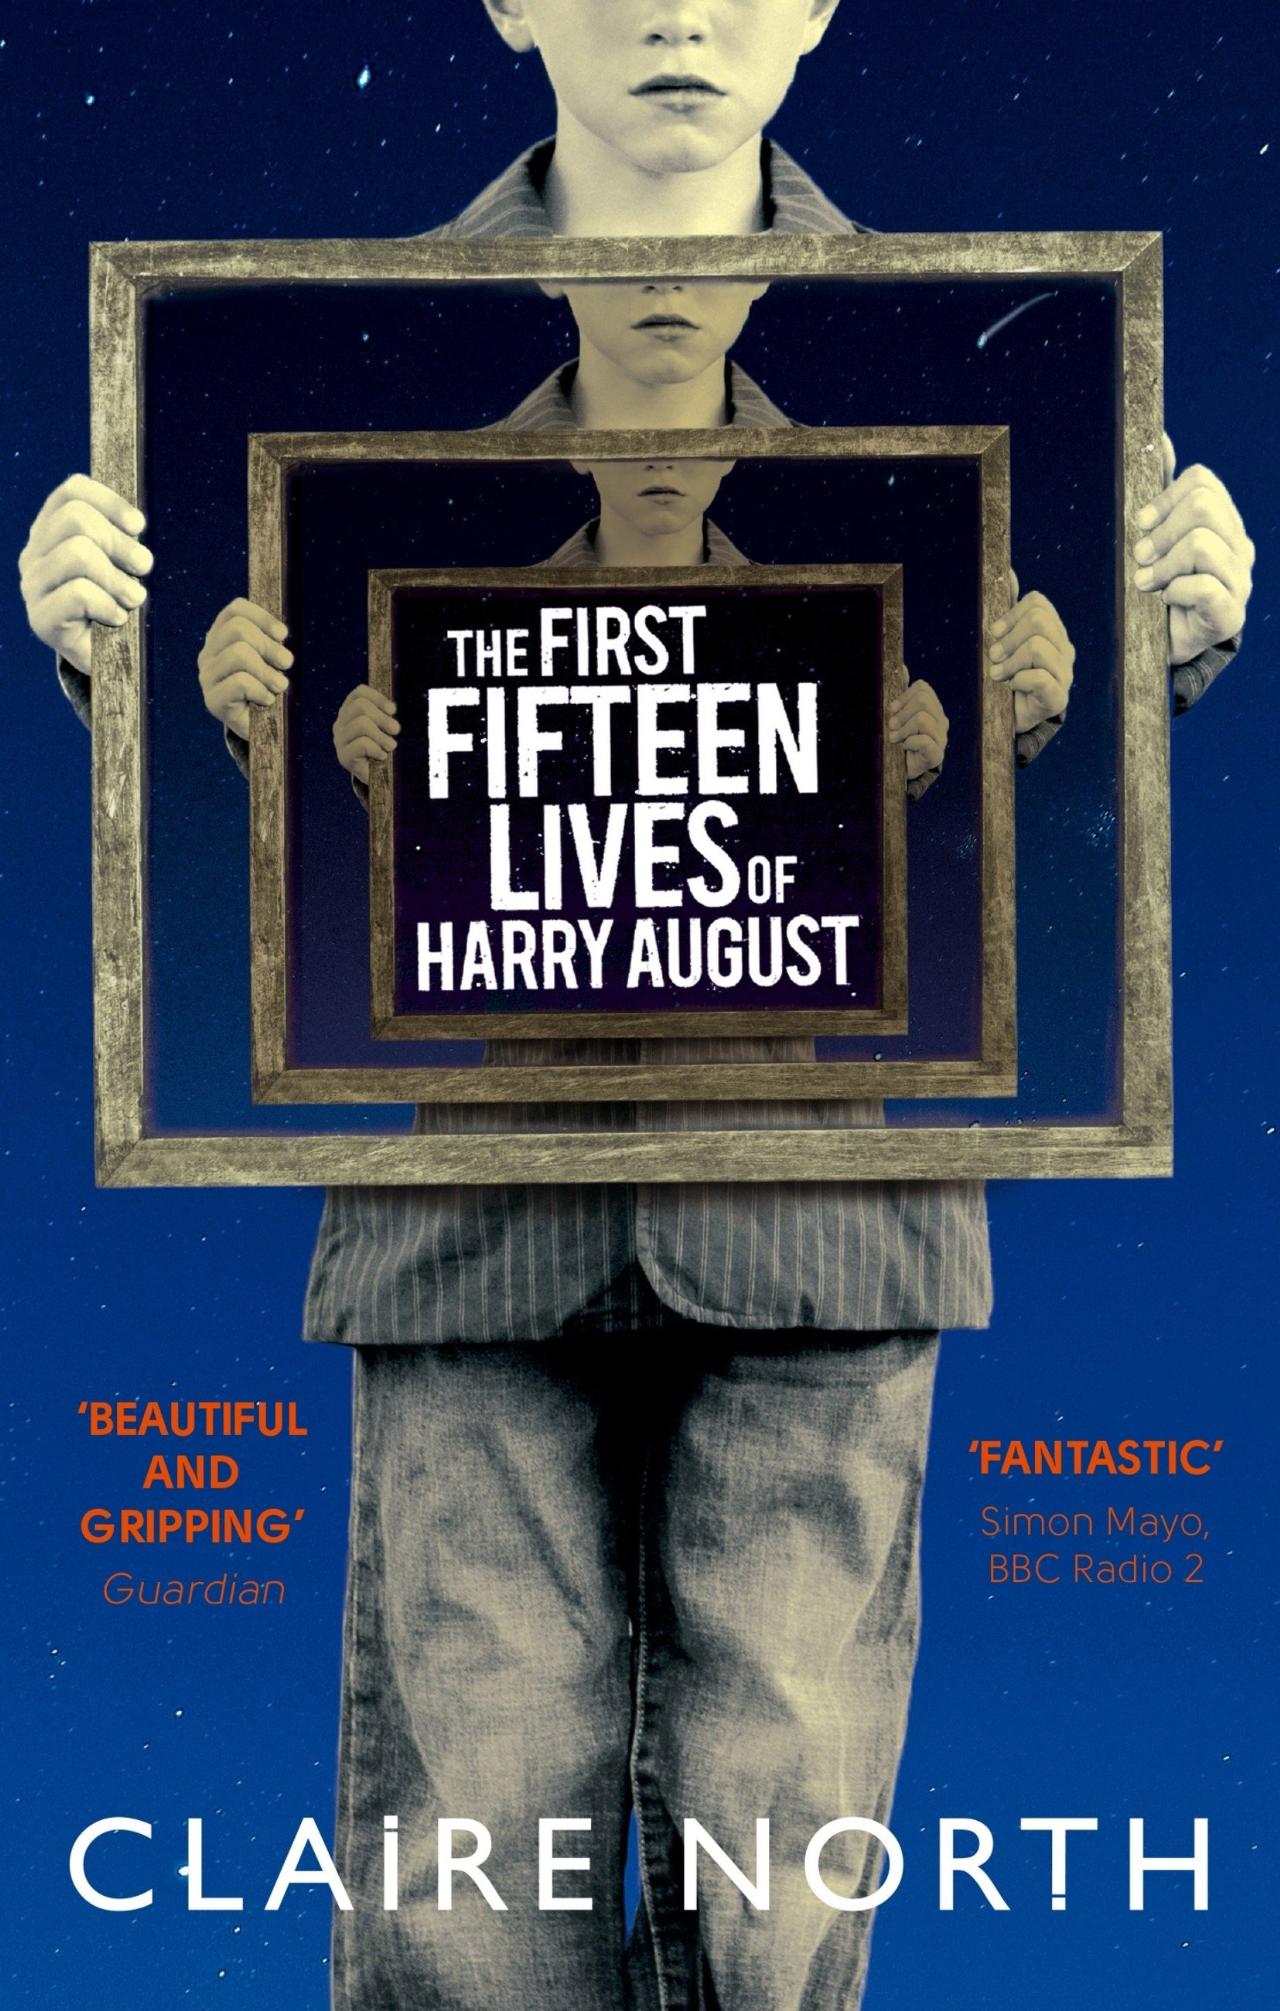 THE FIRST
FIFTEEN
LIVES OF
HARRY AUGUST
‘BEAUTIFUL
AND
GRIPPING’
Guardian
‘FANTASTIC’
Simon Mayo,
BBC Radio 2
CLAiRE NORTH